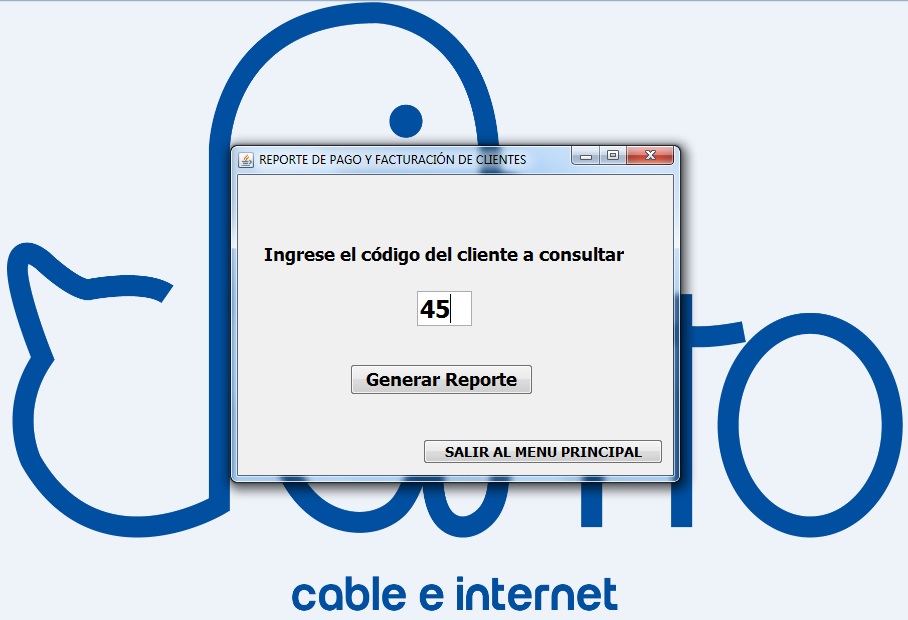 REPORTE DE PAGO Y FACTURACIÓN DE CLIENTES
Ingrese el código del cliente a consultar
45
Generar Reporte
SALIR AL MENU PRINCIPAL
cable e internet